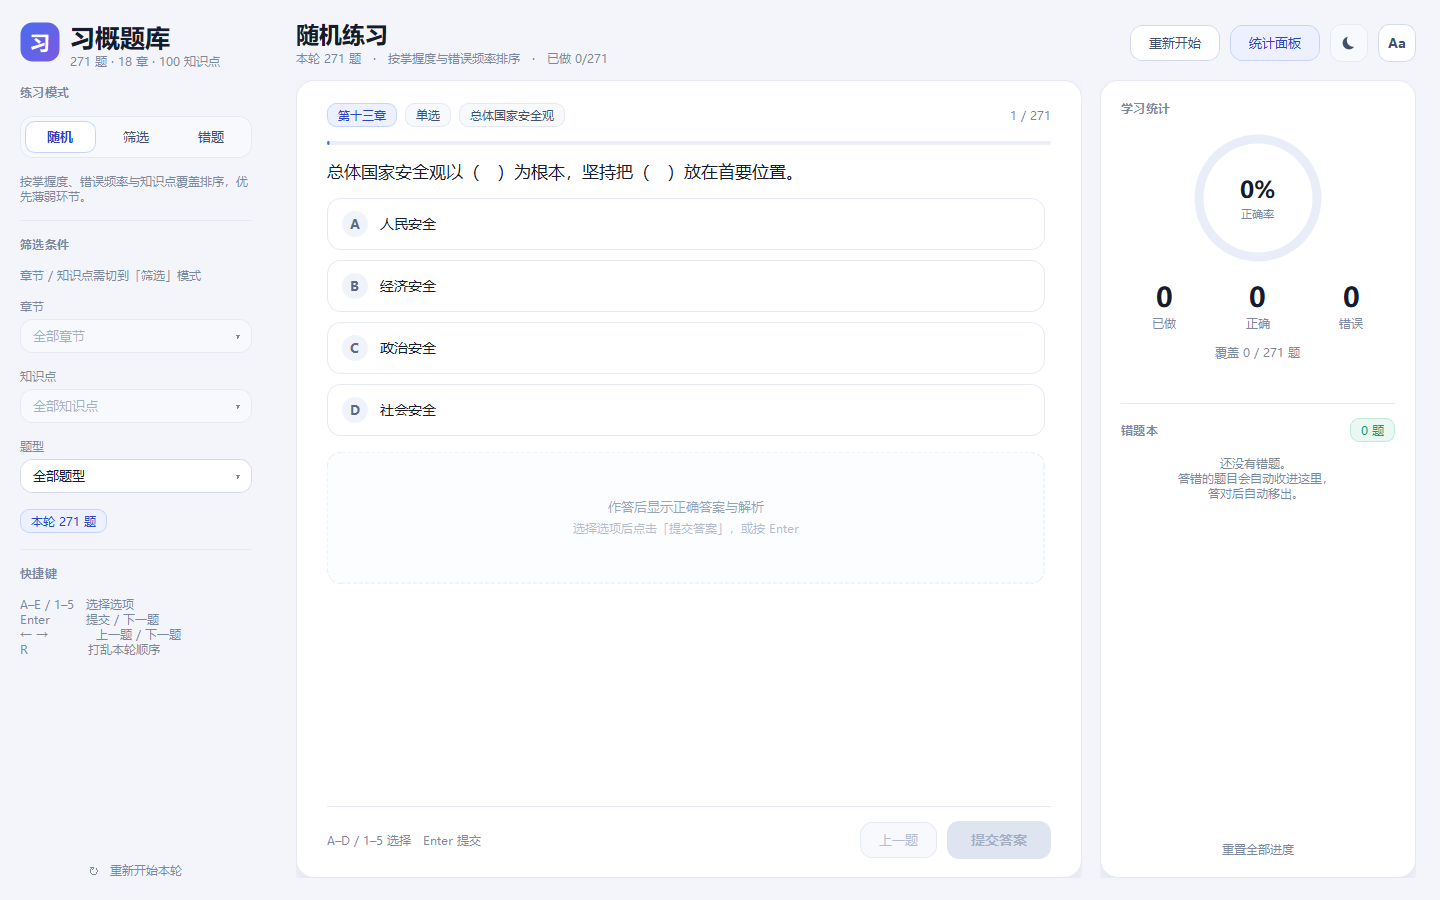 习
习概题库
271 题 · 18 章 · 100 知识点
练习模式
随机
筛选
错题
按掌握度、错误频率与知识点覆盖排序，优
先薄弱环节。
筛选条件
章节 / 知识点需切到「筛选」模式
章节
全部章节
知识点
全部知识点
题型
全部题型
本轮 271 题
快捷键
A–E / 1–5 选择选项
Enter 提交 / 下一题
← → 上一题 / 下一题
R 打乱本轮顺序
↻ 重新开始本轮
随机练习
本轮 271 题 · 按掌握度与错误频率排序 · 已做 0/271
重新开始
统计面板
Aa
第十三章
单选
总体国家安全观
1 / 271
总体国家安全观以（ ）为根本，坚持把（ ）放在首要位置。
A 人民安全
B 经济安全
C 政治安全
D 社会安全
作答后显示正确答案与解析
选择选项后点击「提交答案」，或按 Enter
A–D / 1–5 选择 Enter 提交
上一题
提交答案
学习统计
0%
正确率
0 0 0
已做 正确 错误
覆盖 0 / 271 题
错题本
0 题
还没有错题。
答错的题目会自动收进这里，
答对后自动移出。
重置全部进度